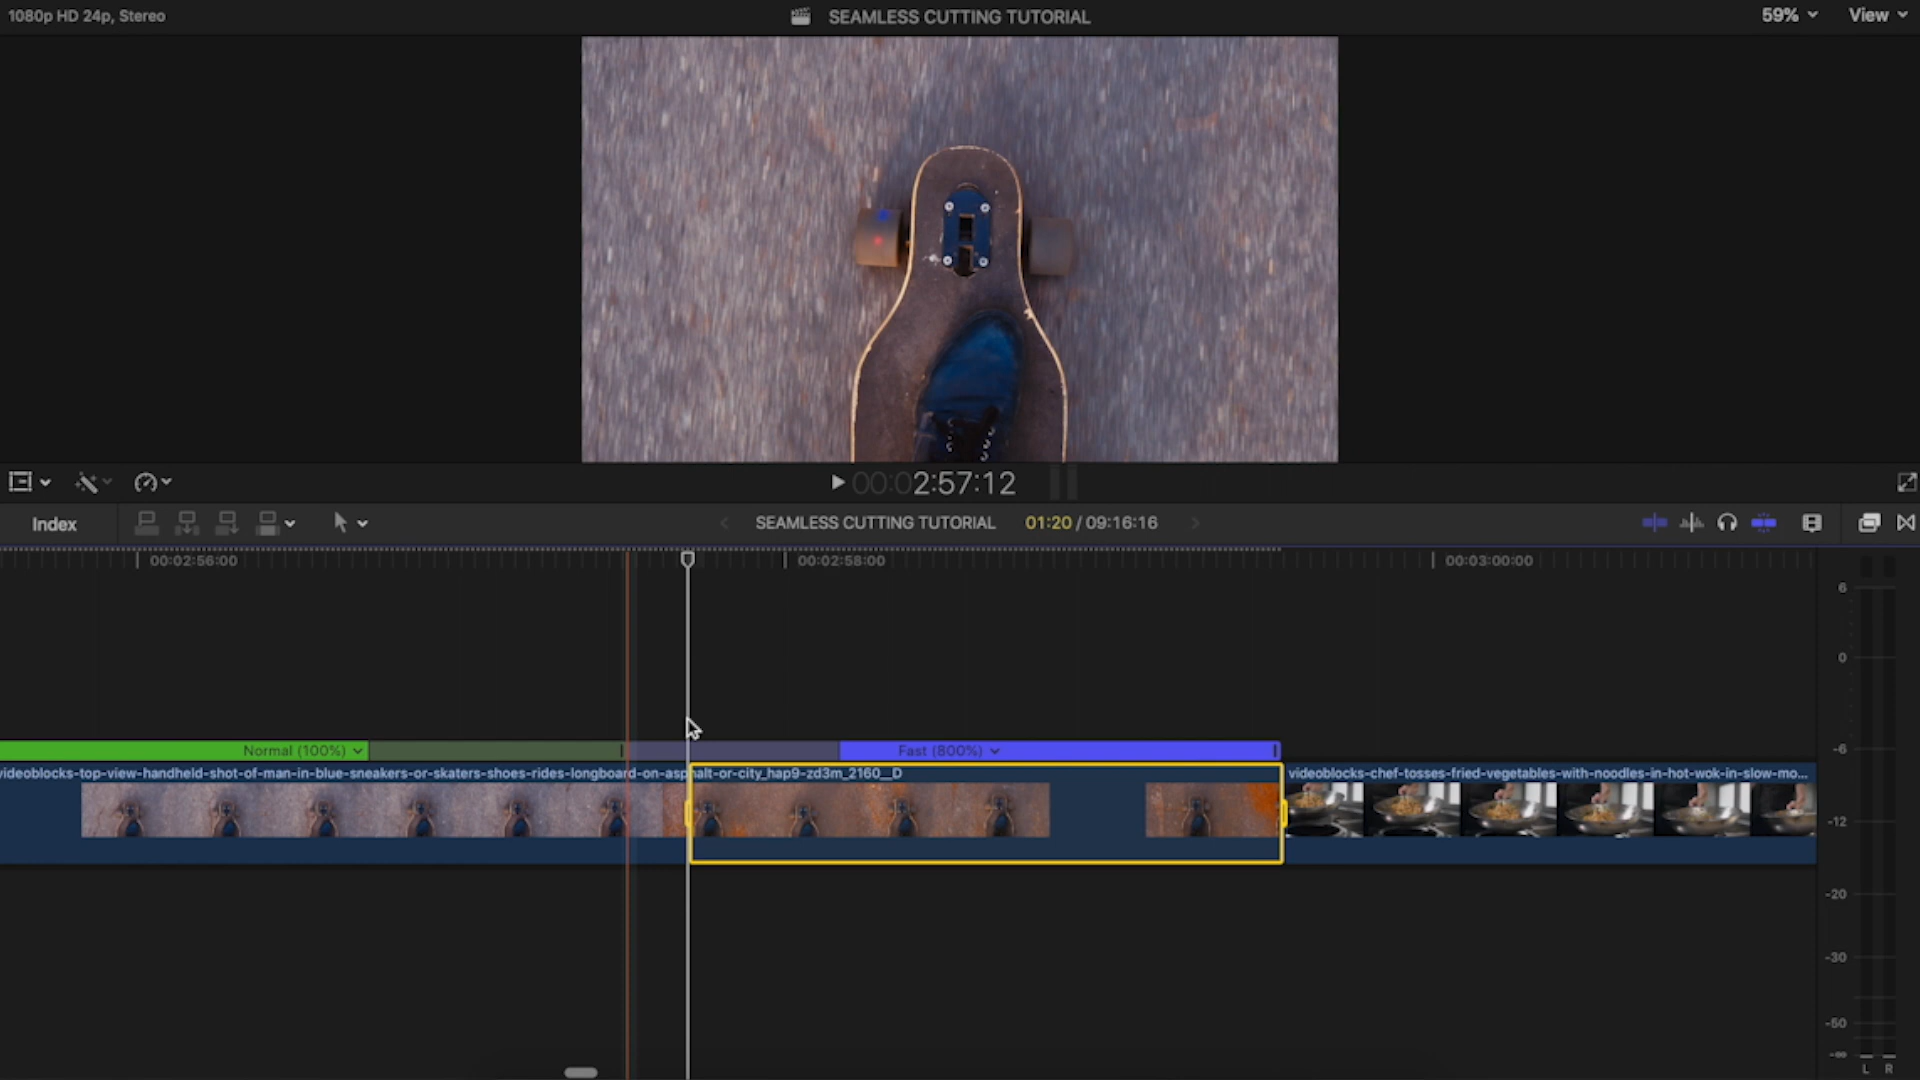 1080p HD 24p, Stereo
SEAMLESS CUTTING TUTORIAL
59%
View
00:02:57:12
Index
SEAMLESS CUTTING TUTORIAL
01:20 / 09:16:16
00:02:56:00
00:02:58:00
00:03:00:00
6
0
-6
-12
-20
-30
-50
-∞
L R
Normal (100%)
Fast (800%)
videoblocks-top-view-handheld-shot-of-man-in-blue-sneakers-or-skaters-shoes-rides-longboard-on-asphalt-or-city_hap9-zd3m_2160__D
videoblocks-chef-tosses-fried-vegetables-with-noodles-in-hot-wok-in-slow-mo...